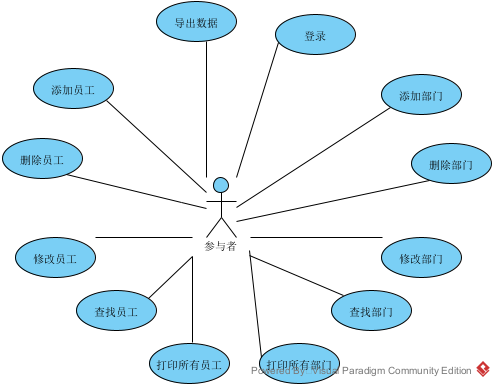 导出数据
登录
添加员工
添加部门
删除员工
删除部门
参与者
修改员工
修改部门
查找员工
查找部门
打印所有员工
打印所有部门
Powered By: Visual Paradigm Community Edition